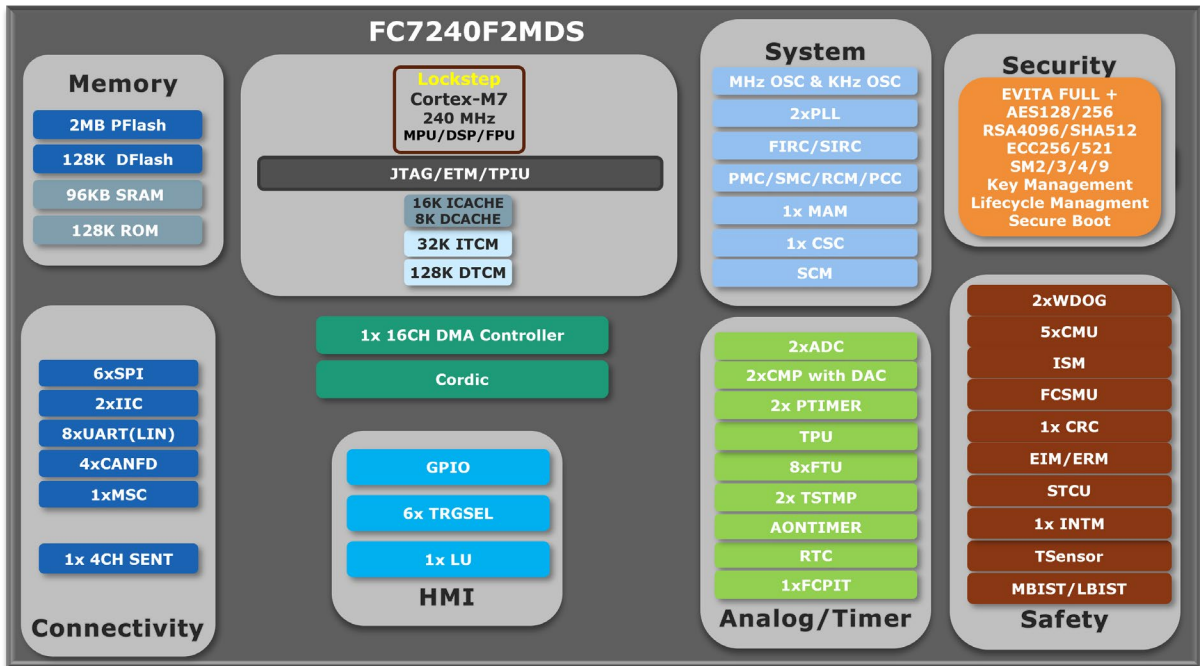 FC7240F2MDS
Memory
2MB PFlash
128K DFlash
96KB SRAM
128K ROM
Lockstep
Cortex-M7
240 MHz
MPU/DSP/FPU
JTAG/ETM/TPIU
16K ICACHE
8K DCACHE
32K ITCM
128K DTCM
System
MHz OSC & KHz OSC
2xPLL
FIRC/SIRC
PMC/SMC/RCM/PCC
1x MAM
1x CSC
SCM
Security
EVITA FULL +
AES128/256
RSA4096/SHA512
ECC256/521
SM2/3/4/9
Key Management
Lifecycle Managment
Secure Boot
6xSPI
2xIIC
8xUART(LIN)
4xCANFD
1xMSC
1x 4CH SENT
Connectivity
1x 16CH DMA Controller
Cordic
GPIO
6x TRGSEL
1x LU
HMI
2xADC
2xCMP with DAC
2x PTIMER
TPU
8xFTU
2x TSTMP
AONTIMER
RTC
1xFCPIT
Analog/Timer
2xWDOG
5xCMU
ISM
FCSMU
1x CRC
EIM/ERM
STCU
1x INTM
TSensor
MBIST/LBIST
Safety